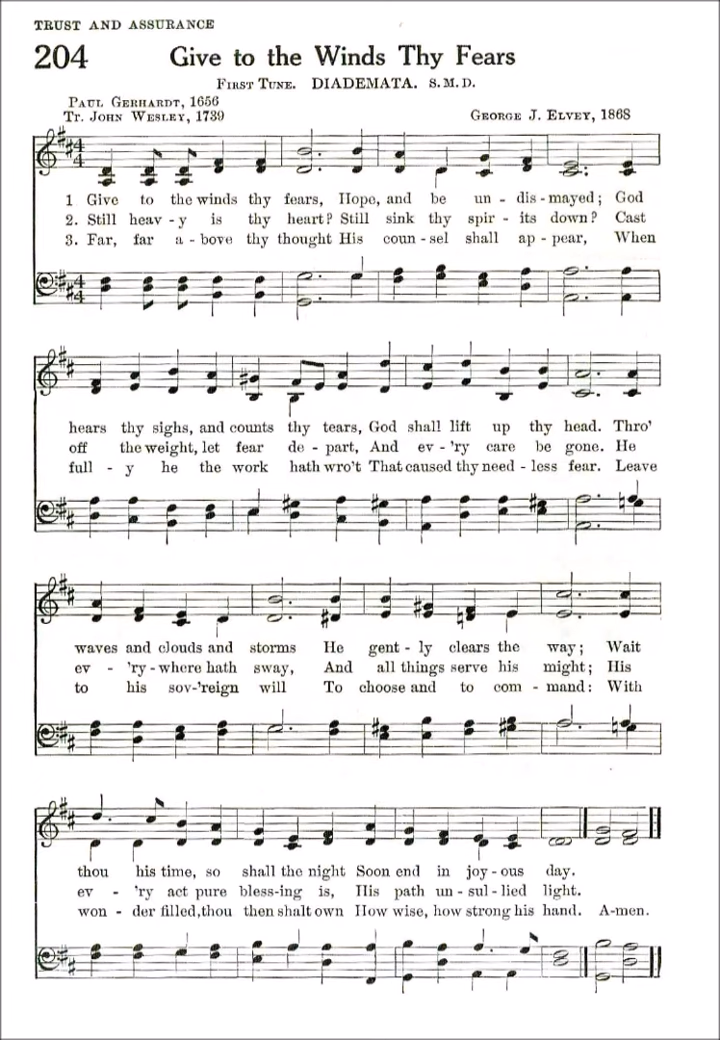 TRUST AND ASSURANCE
204 Give to the Winds Thy Fears
FIRST TUNE. DIADEMATA. S.M.D.
PAUL GERHARDT, 1656
TR. JOHN WESLEY, 1739 GEORGE J. ELVEY, 1868
1 Give to the winds thy fears, Hope, and be un - dis - mayed; God
2. Still heav - y is thy heart? Still sink thy spir - its down? Cast
3. Far, far a - bove thy thought His coun - sel shall ap - pear, When
hears thy sighs, and counts thy tears, God shall lift up thy head. Thro'
off the weight, let fear de - part, And ev - 'ry care be gone. He
full - y he the work hath wro't That caused thy need - less fear. Leave
waves and clouds and storms He gent - ly clears the way; Wait
ev - 'ry - where hath sway, And all things serve his might; His
to his sov-'reign will To choose and to com - mand: With
thou his time, so shall the night Soon end in joy - ous day.
ev - 'ry act pure bless-ing is, His path un - sul - lied light.
won - der filled, thou then shalt own How wise, how strong his hand. A-men.